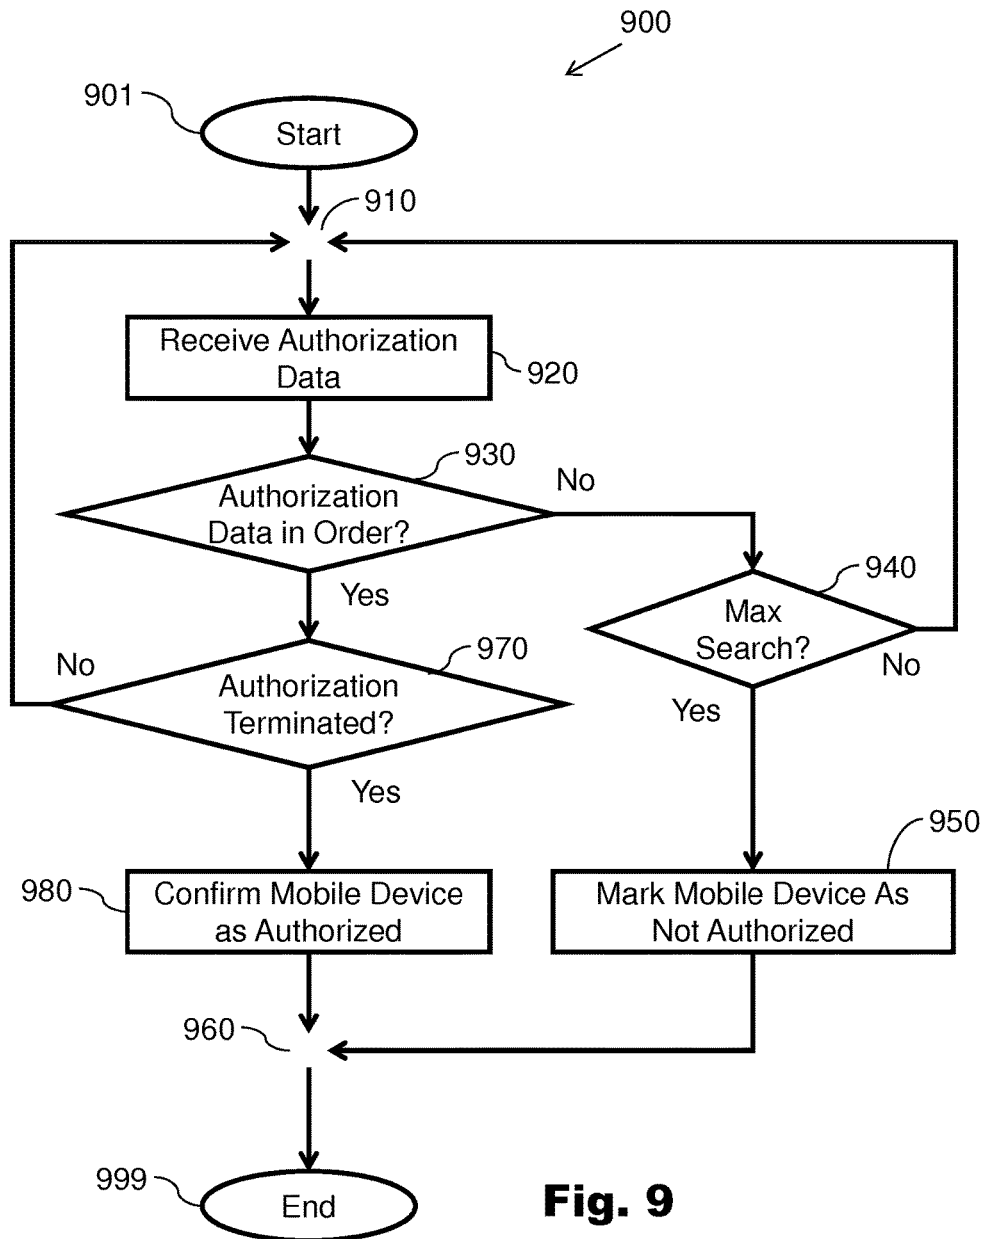 900
901
Start
910
Receive Authorization
Data
920
930
No
Authorization
Data in Order?
940
Yes
Max
Search?
No
970
No
Authorization
Terminated?
Yes
Yes
950
980
Confirm Mobile Device
as Authorized
Mark Mobile Device As
Not Authorized
960
999
End
Fig. 9